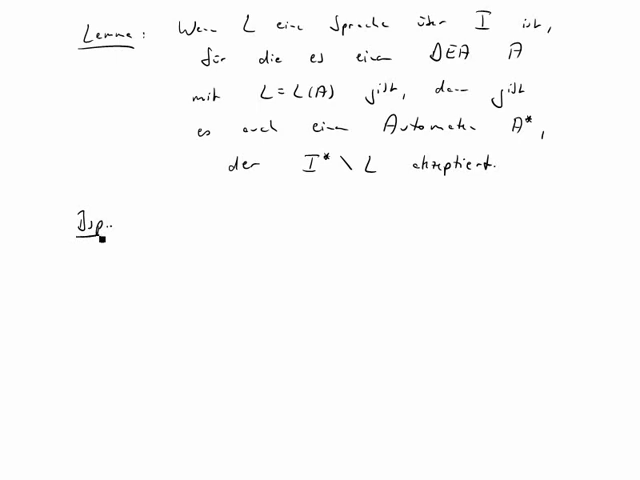 Lemma: Wenn L eine Sprache über I ist,
für die es einen DEA A
mit L = L(A) gibt, dann gibt
es auch einen Automaten A*,
der I* \ L akzeptiert.
Bsp..